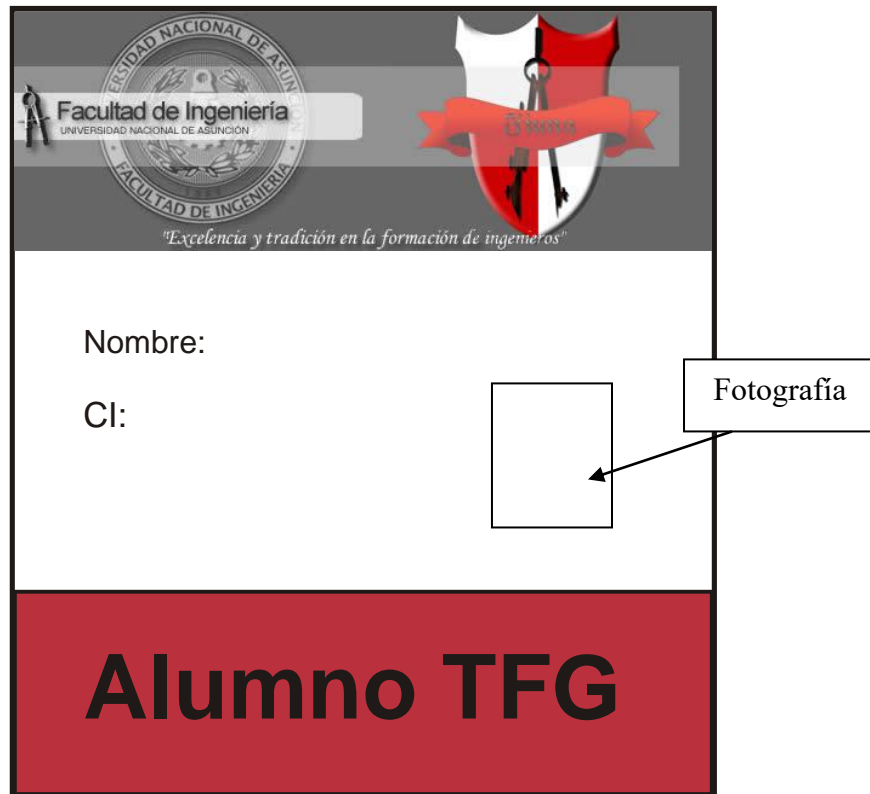 UNIVERSIDAD NACIONAL DE ASUNCIÓN
Facultad de Ingeniería
UNIVERSIDAD NACIONAL DE ASUNCIÓN
FACULTAD DE INGENIERIA
"Excelencia y tradición en la formación de ingenieros"
Nombre:
Fotografía
CI:
Alumno TFG